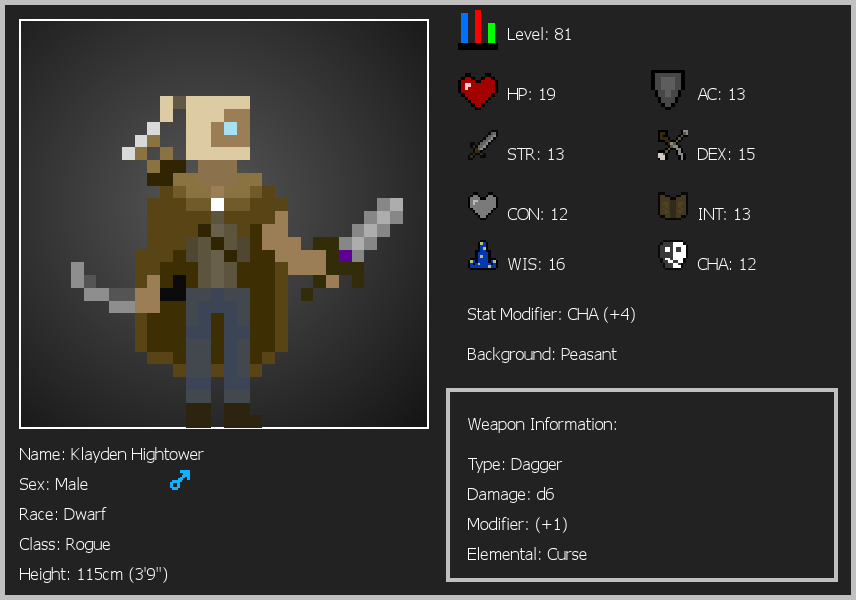 Level: 81
HP: 19
AC: 13
STR: 13
DEX: 15
CON: 12
INT: 13
WIS: 16
CHA: 12
Stat Modifier: CHA (+4)
Background: Peasant
Weapon Information:
Type: Dagger
Damage: d6
Modifier: (+1)
Elemental: Curse
Name: Klayden Hightower
Sex: Male
Race: Dwarf
Class: Rogue
Height: 115cm (3'9")